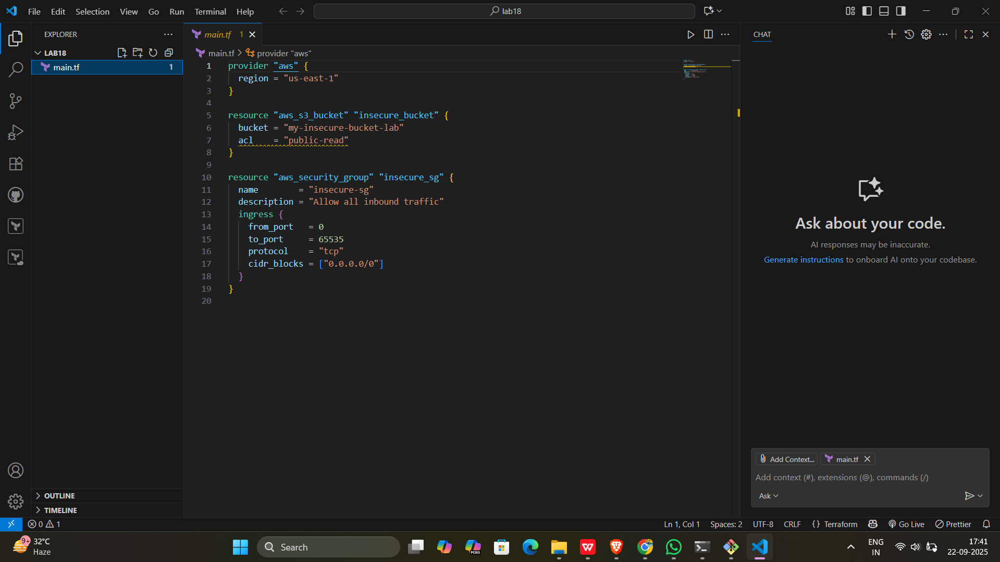 File Edit Selection View Go Run Terminal Help
lab18
EXPLORER
LAB18
main.tf 1
OUTLINE
TIMELINE
main.tf 1
main.tf > provider "aws"
1 provider "aws" {
2 region = "us-east-1"
3 }
4
5 resource "aws_s3_bucket" "insecure_bucket" {
6 bucket = "my-insecure-bucket-lab"
7 acl    = "public-read"
8 }
9
10 resource "aws_security_group" "insecure_sg" {
11 name        = "insecure-sg"
12 description = "Allow all inbound traffic"
13 ingress {
14 from_port   = 0
15 to_port     = 65535
16 protocol    = "tcp"
17 cidr_blocks = ["0.0.0.0/0"]
18 }
19 }
20
CHAT
Ask about your code.
AI responses may be inaccurate.
Generate instructions to onboard AI onto your codebase.
Add Context... main.tf
Add context (#), extensions (@), commands (/)
Ask
0 1 Ln 1, Col 1 Spaces: 2 UTF-8 CRLF {} Terraform Go Live Prettier
9+ 32°C
Haze
Search
M365
ENG
IN
17:41
22-09-2025